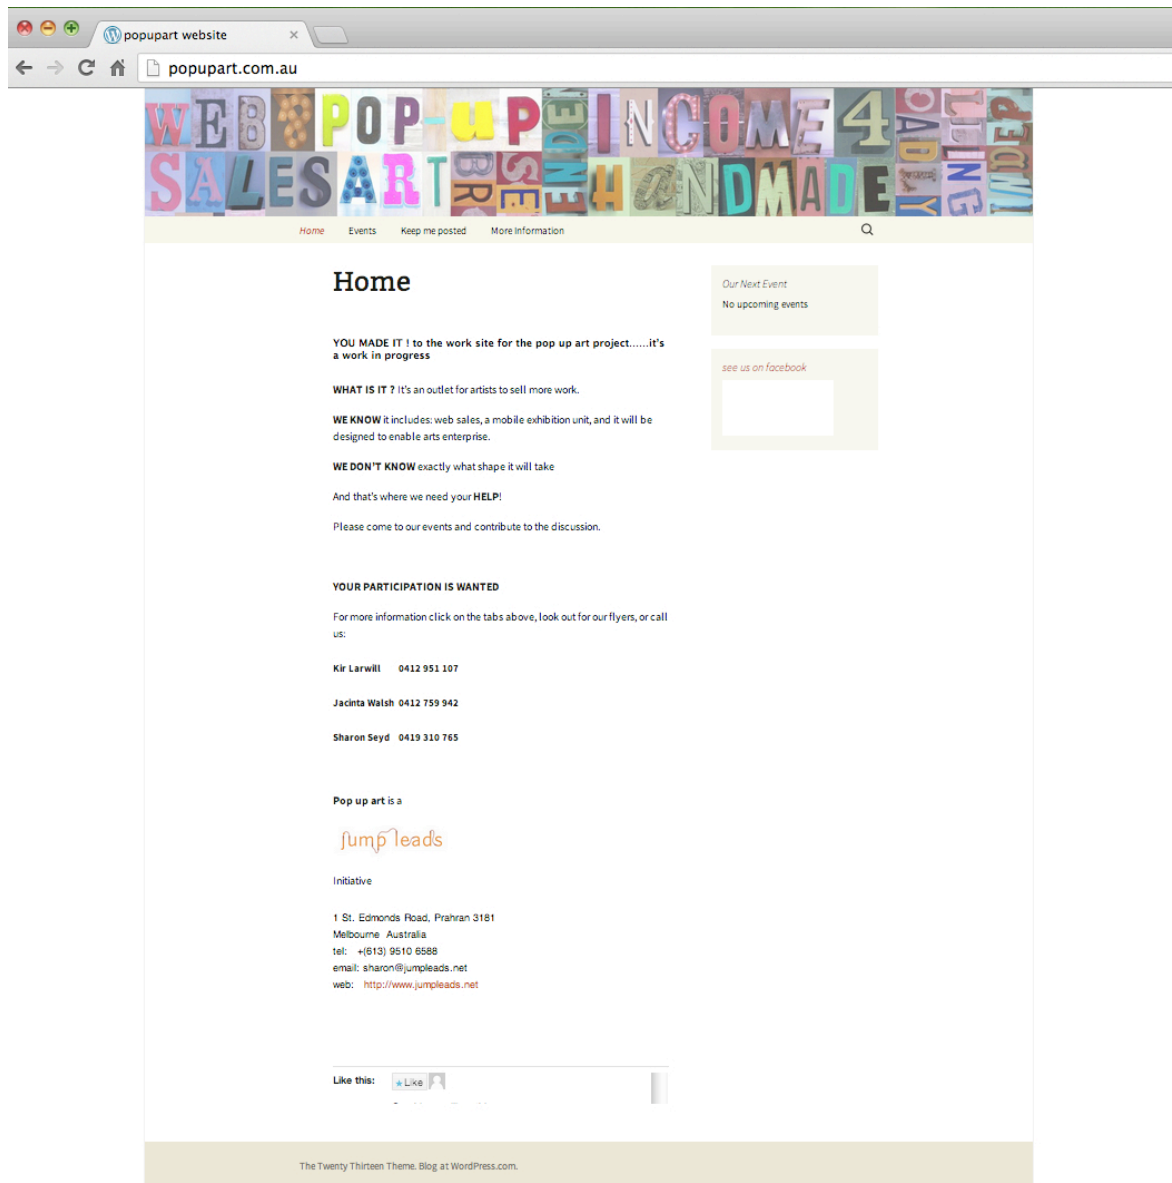 popupart website
popupart.com.au
WEB POP-UP INCOME 4
SALES ART HANDMADE
Home Events Keep me posted More Information
Home
YOU MADE IT ! to the work site for the pop up art project......it's
a work in progress
WHAT IS IT ? It's an outlet for artists to sell more work.
WE KNOW it includes: web sales, a mobile exhibition unit, and it will be
designed to enable arts enterprise.
WE DON'T KNOW exactly what shape it will take
And that's where we need your HELP!
Please come to our events and contribute to the discussion.
YOUR PARTICIPATION IS WANTED
For more information click on the tabs above, look out for our flyers, or call
us:
Kir Larwill 0412 951 107
Jacinta Walsh 0412 759 942
Sharon Seyd 0419 310 765
Pop up art is a
jump leads
Initiative
1 St. Edmonds Road, Prahran 3181
Melbourne Australia
tel: +(613) 9510 6588
email: sharon@jumpleads.net
web: http://www.jumpleads.net
Like this: Like
Our Next Event
No upcoming events
see us on facebook
The Twenty Thirteen Theme. Blog at WordPress.com.